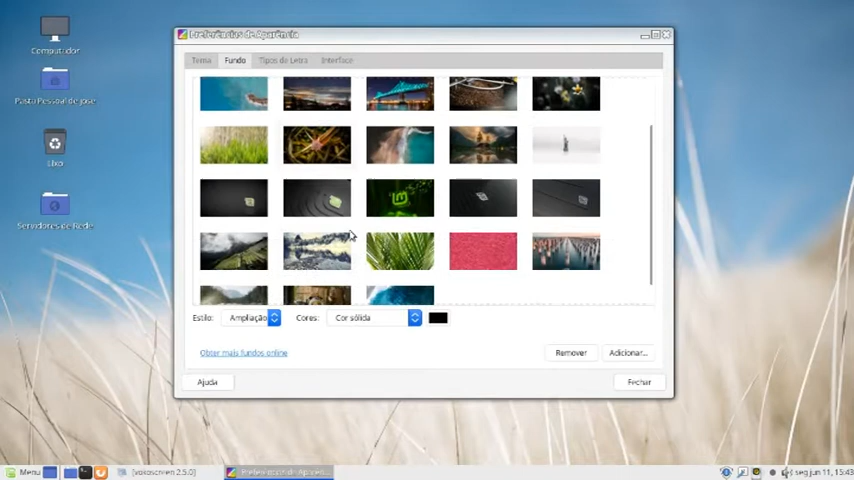 Preferências de Aparência
Computador
Pasta Pessoal de jose
Lixo
Servidores de Rede
Tema
Fundo
Tipos de Letra
Interface
Estilo:
Ampliação
Cores:
Cor sólida
Obter mais fundos online
Remover
Adicionar...
Ajuda
Fechar
Menu
[vokoscreen 2.5.0]
Preferências de Aparên...
seg jun 11, 15:43